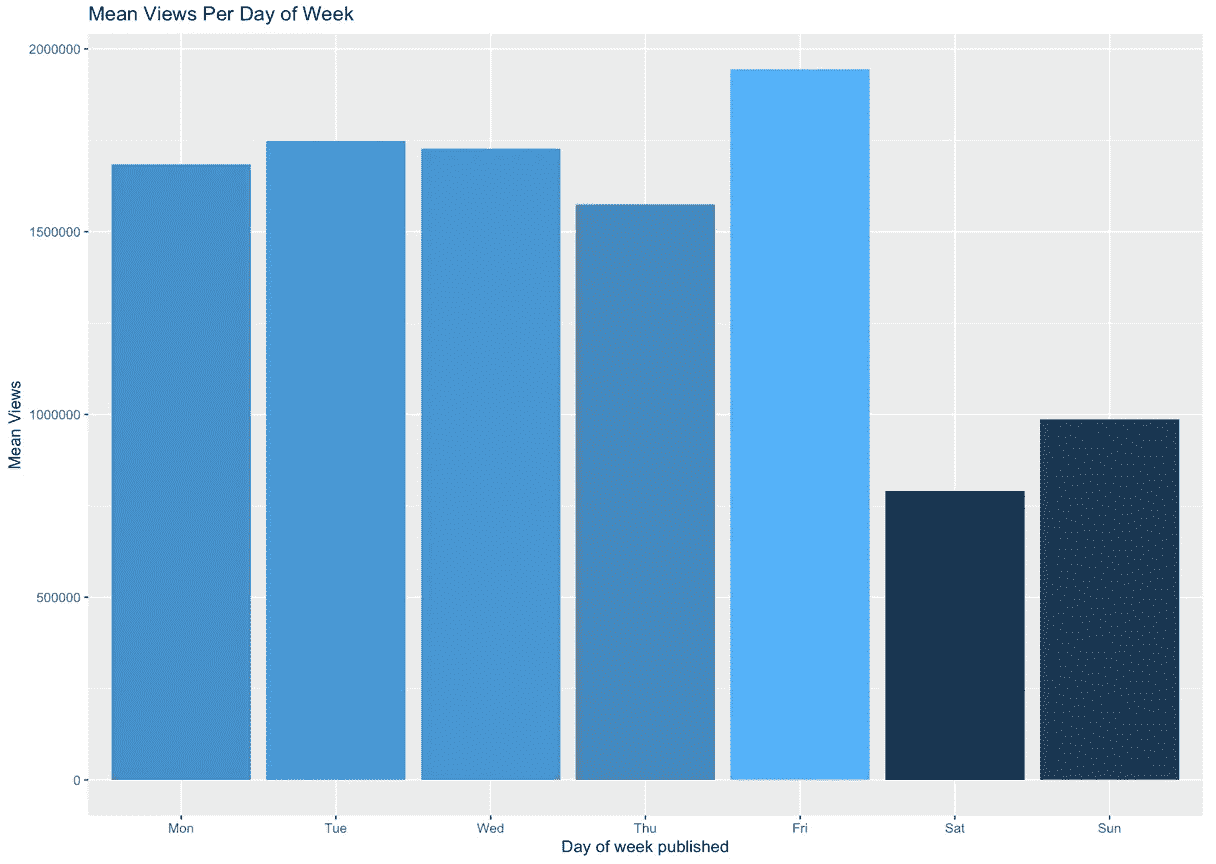 Mean Views Per Day of Week
2000000
1500000
1000000
500000
0
Mean Views
Mon Tue Wed Thu Fri Sat Sun
Day of week published